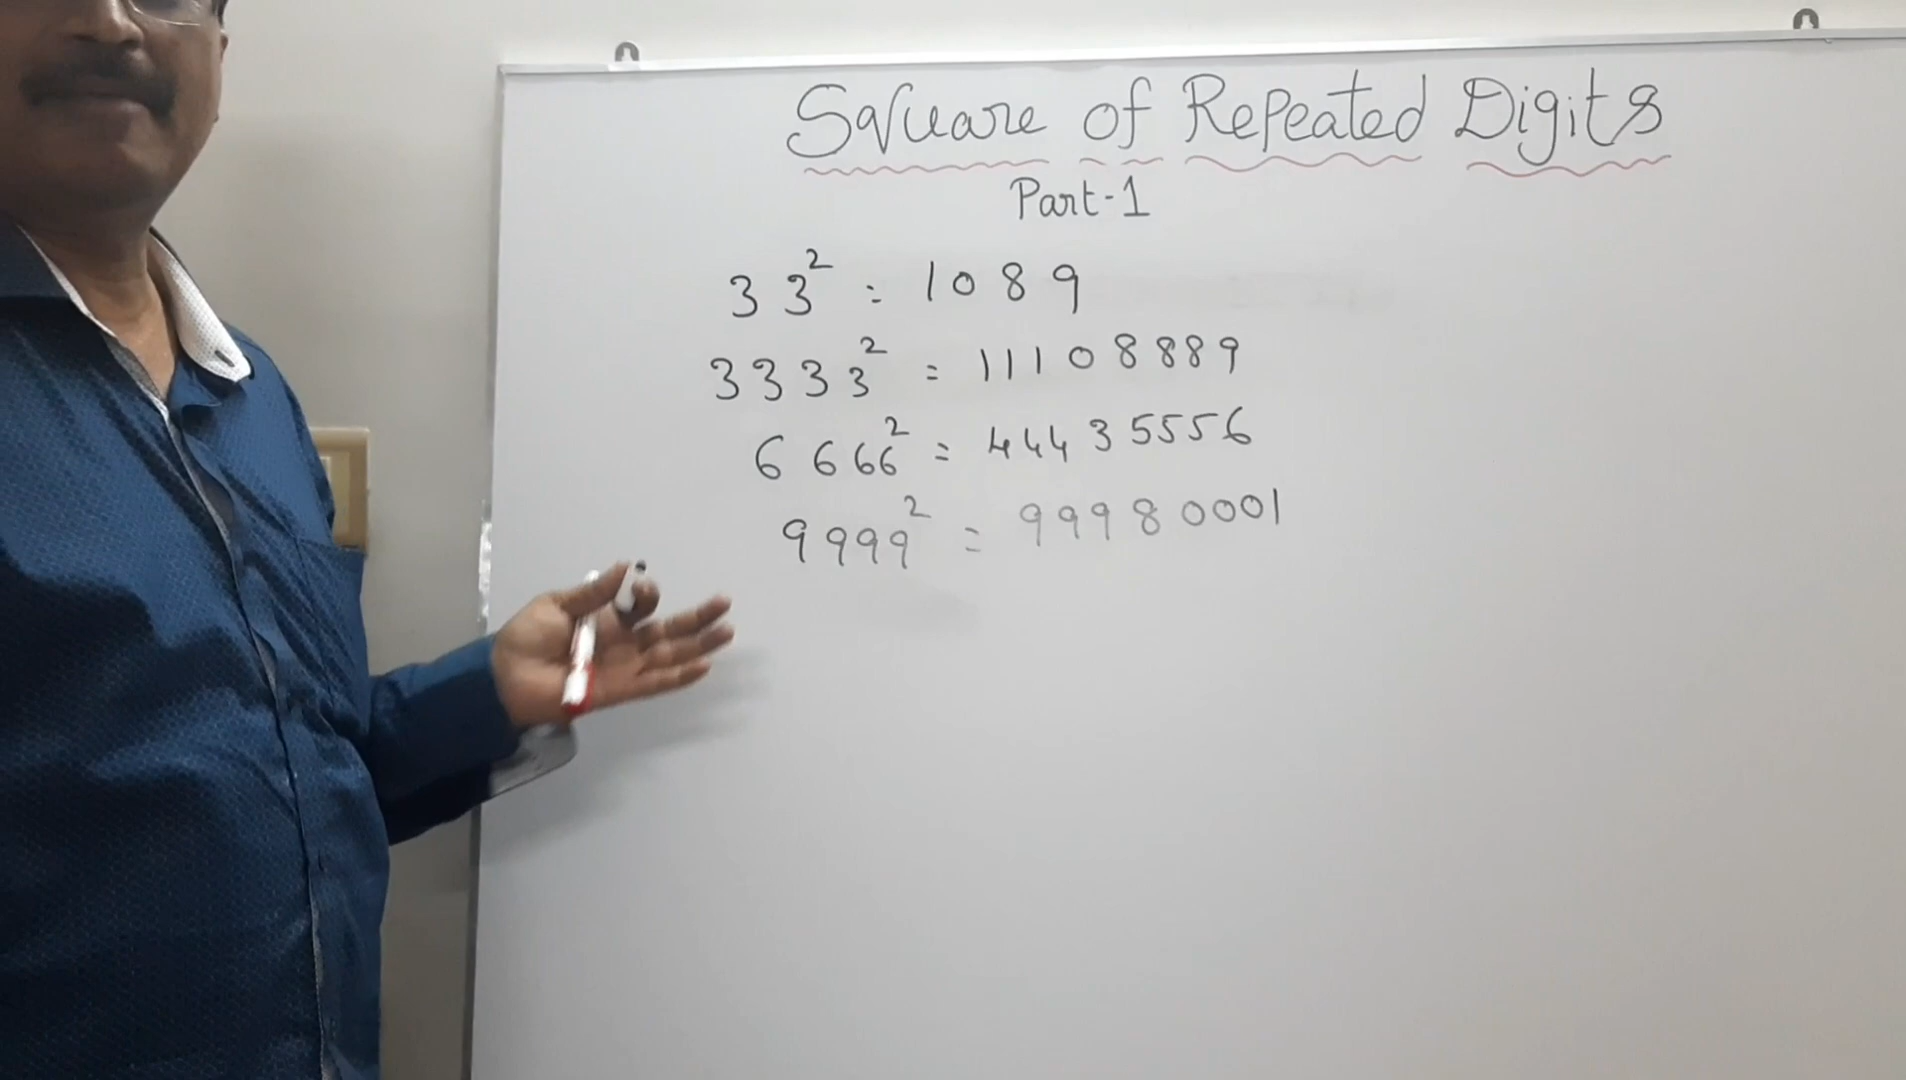 Square of Repeated Digits
Part-1
33² = 1089
3333² = 11108889
6666² = 44435556
9999² = 99980001